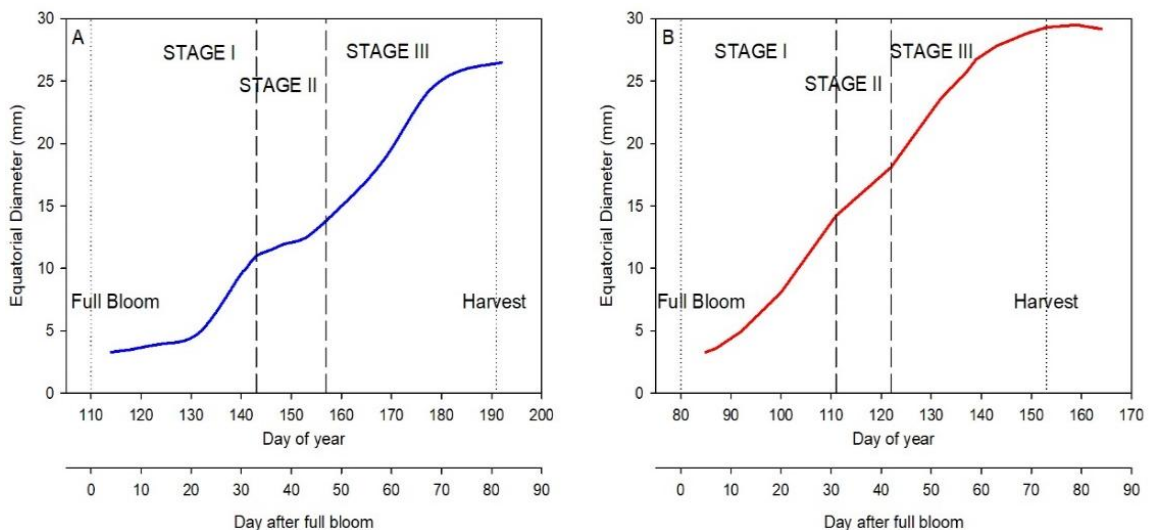 A
STAGE I
STAGE II
STAGE III
Full Bloom
Harvest
Equatorial Diameter (mm)
30
25
20
15
10
5
0
110 120 130 140 150 160 170 180 190 200
Day of year
0 10 20 30 40 50 60 70 80 90
Day after full bloom
B
STAGE I
STAGE II
STAGE III
Full Bloom
Harvest
Equatorial Diameter (mm)
30
25
20
15
10
5
0
80 90 100 110 120 130 140 150 160 170
Day of year
0 10 20 30 40 50 60 70 80 90
Day after full bloom